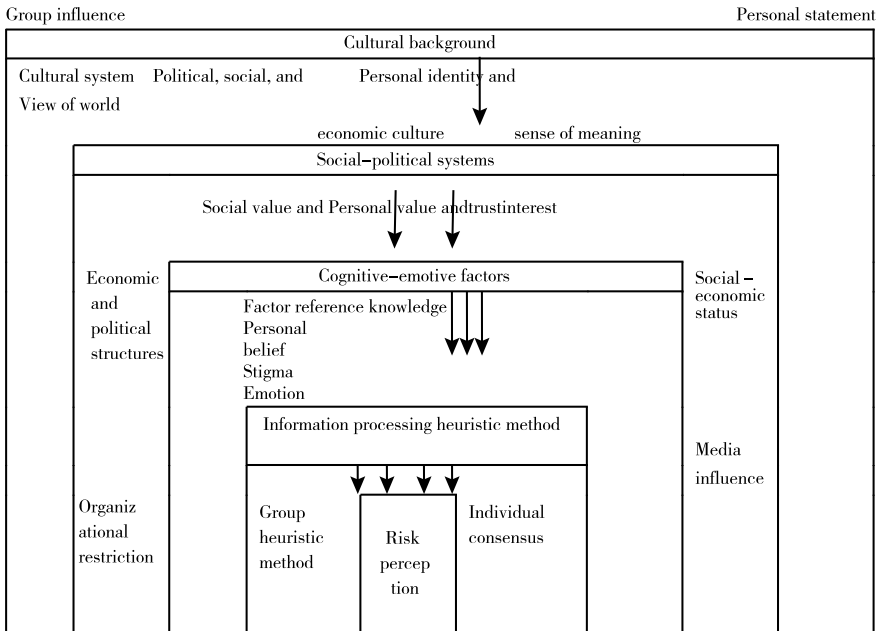 Group influence
Personal statement
Cultural background
Cultural system Political, social, and Personal identity and
View of world
economic culture sense of meaning
Social−political systems
Social value and Personal value andtrustinterest
Economic
and
political
structures
Cognitive−emotive factors
Social −
economic
status
Factor reference knowledge
Personal
belief
Stigma
Emotion
Information processing heuristic method
Media
influence
Organiz
ational
restriction
Group
heuristic
method
Risk
percep
tion
Individual
consensus